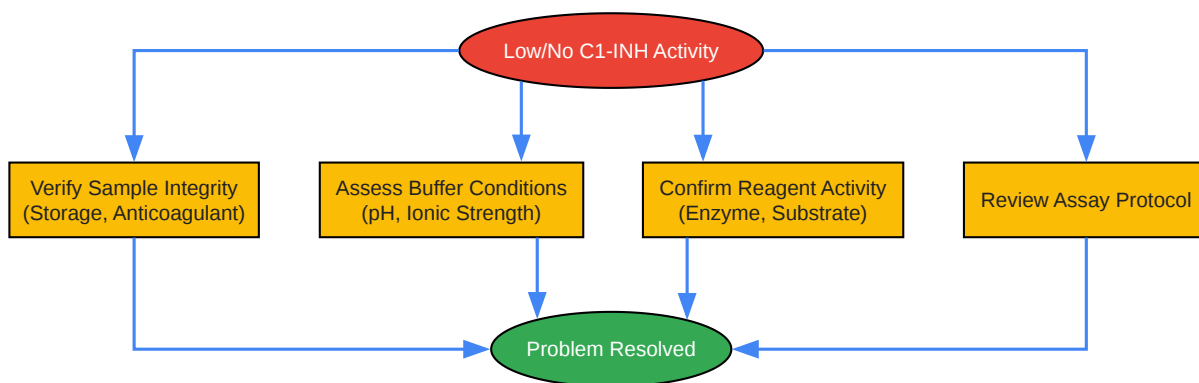 Low/No C1-INH Activity
Verify Sample Integrity
(Storage, Anticoagulant)
Assess Buffer Conditions
(pH, Ionic Strength)
Confirm Reagent Activity
(Enzyme, Substrate)
Review Assay Protocol
Problem Resolved